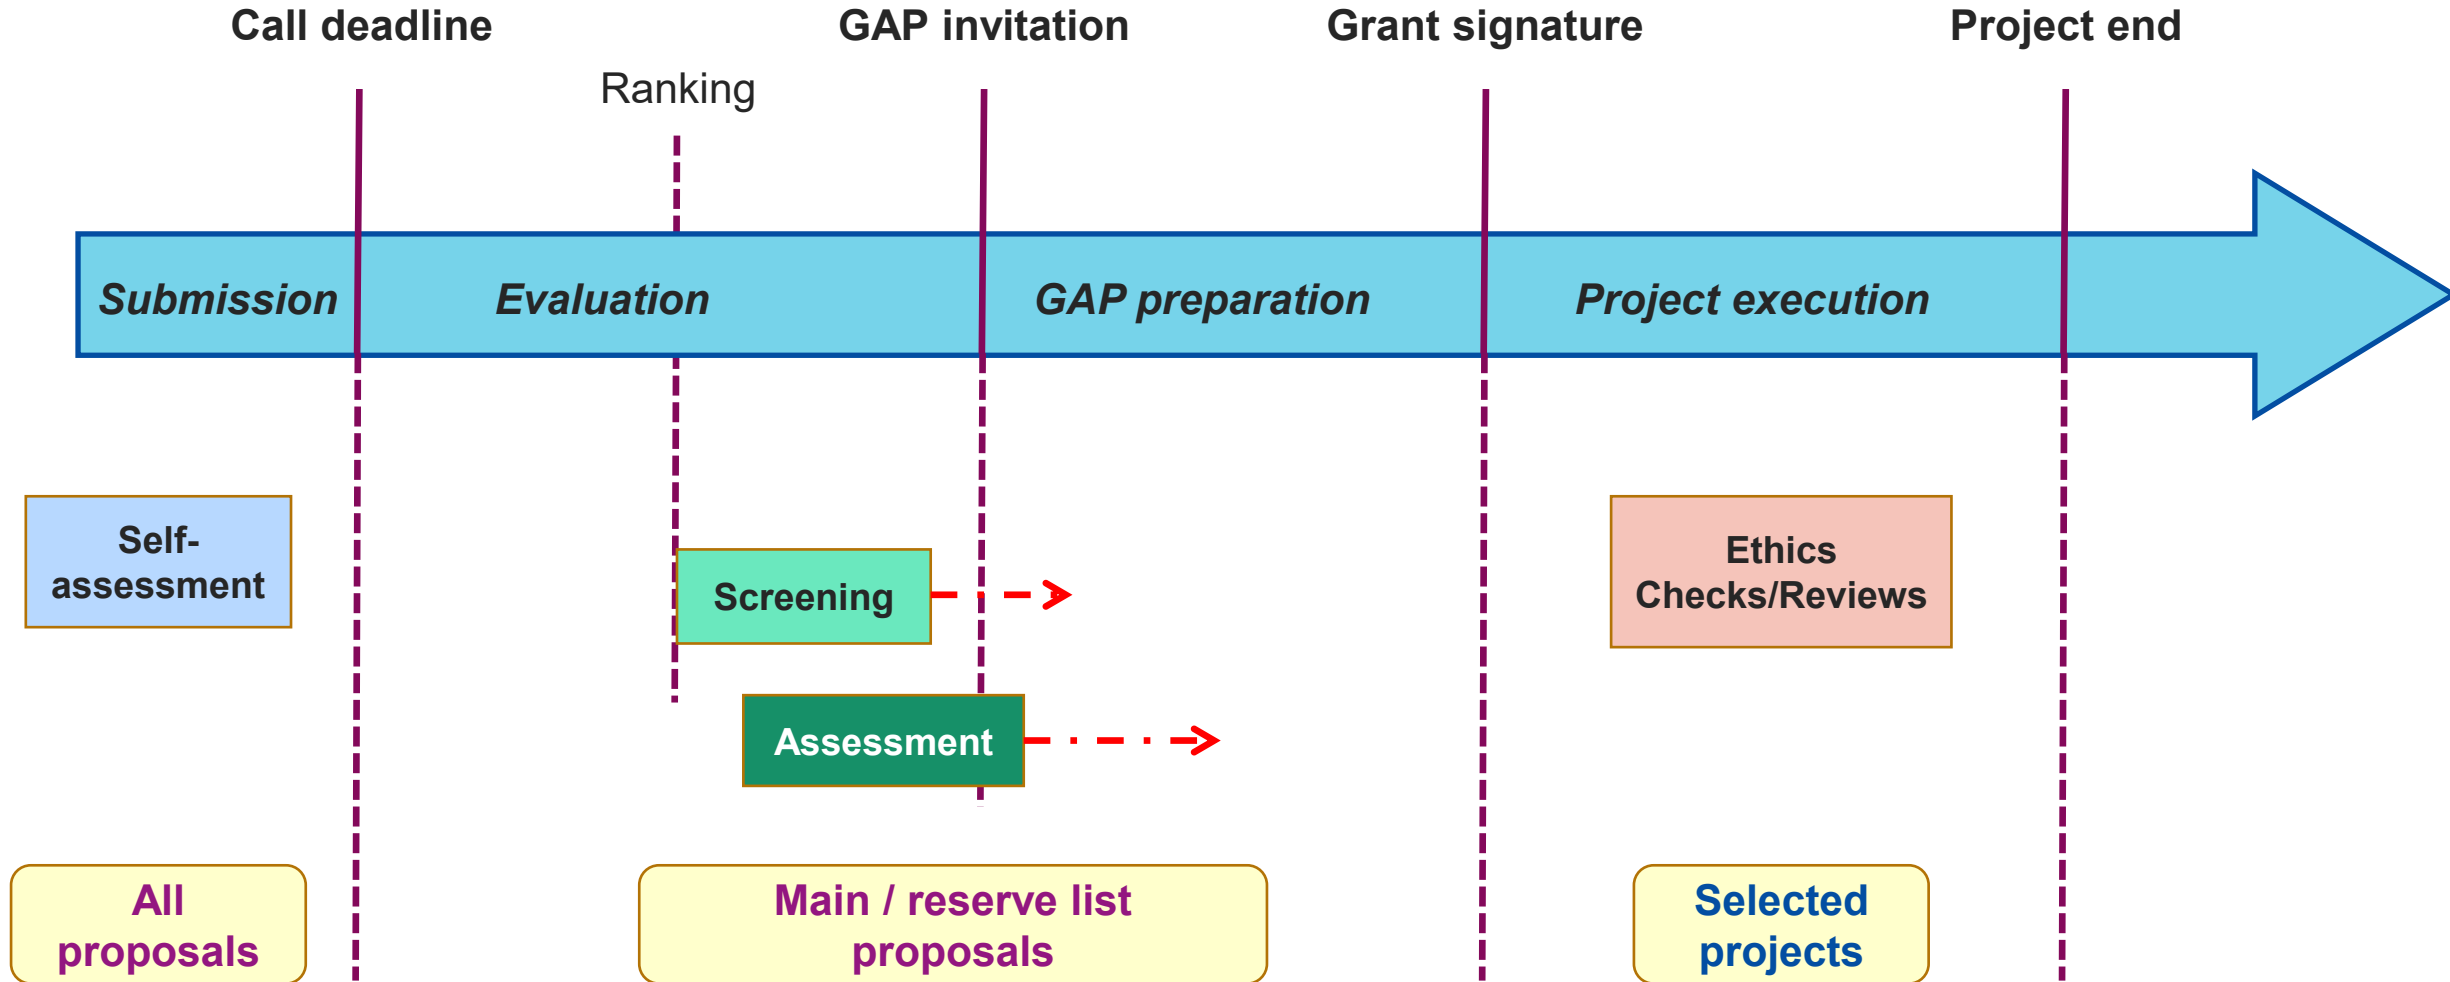 Call deadline
GAP invitation
Grant signature
Project end
Ranking
Submission
Evaluation
GAP preparation
Project execution
Self-
assessment
Screening
Ethics
Checks/Reviews
Assessment
All
proposals
Main / reserve list
proposals
Selected
projects